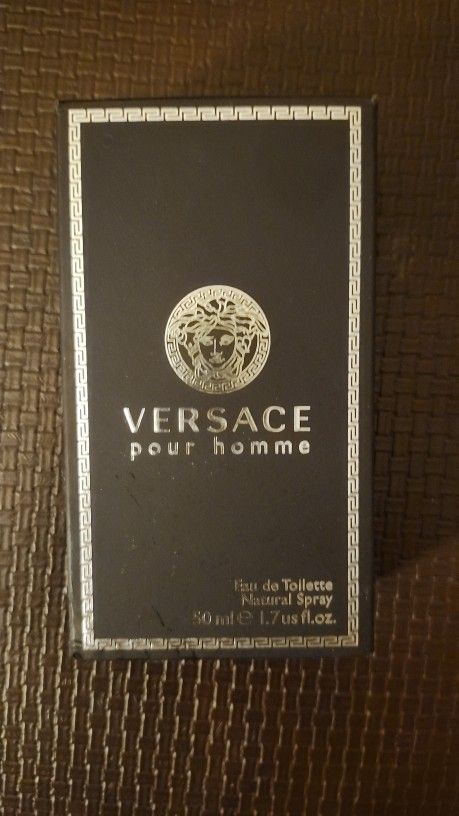 VERSACE
pour homme
Eau de Toilette
Natural Spray
50 ml ℮ 1.7 us fl.oz.